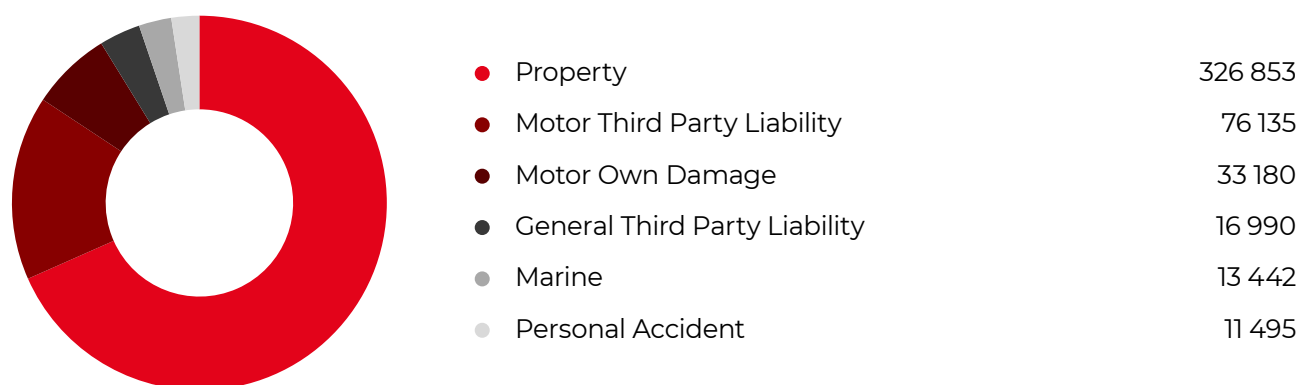 Property 326 853
Motor Third Party Liability 76 135
Motor Own Damage 33 180
General Third Party Liability 16 990
Marine 13 442
Personal Accident 11 495